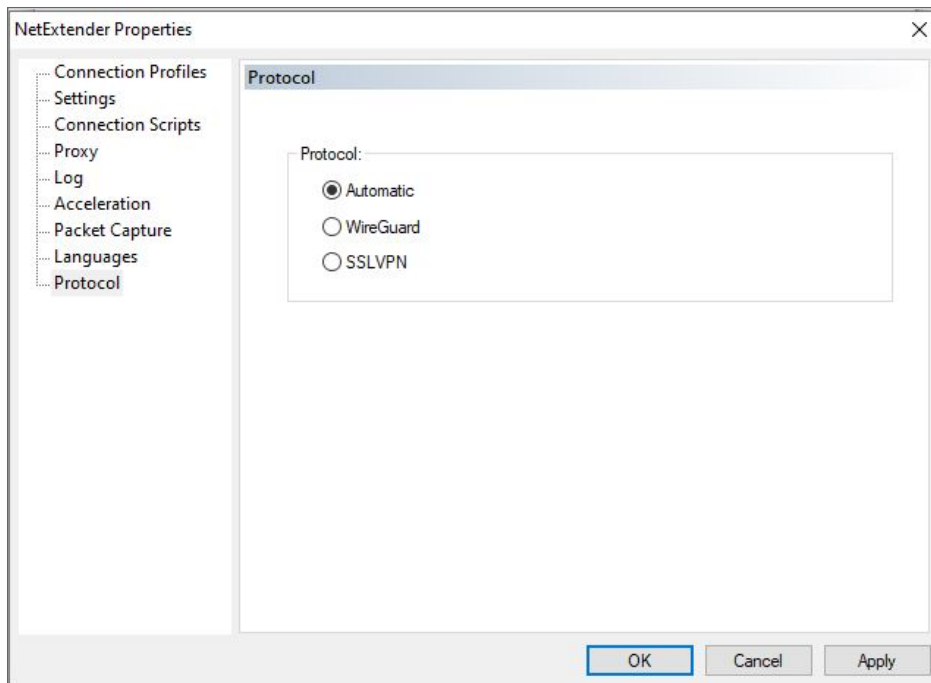 NetExtender Properties
Connection Profiles
Settings
Connection Scripts
Proxy
Log
Acceleration
Packet Capture
Languages
Protocol
Protocol
Protocol:
Automatic
WireGuard
SSLVPN
OK
Cancel
Apply